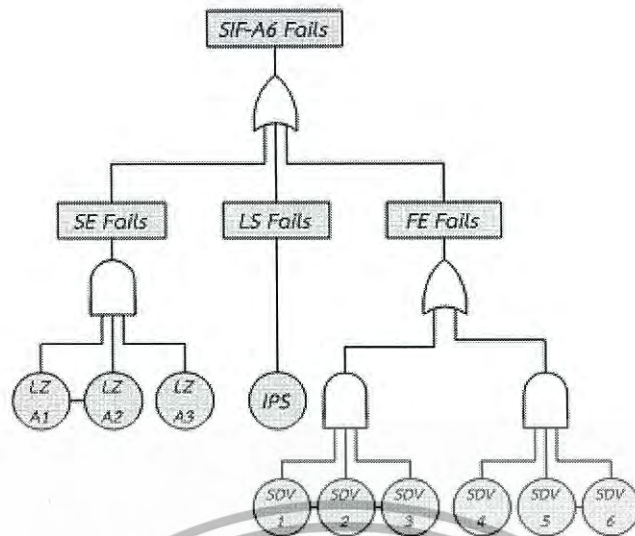 SIF-A6 Fails
SE Fails
LS Fails
FE Fails
LZ
A1
LZ
A2
LZ
A3
IPS
SDV
1
SDV
2
SDV
3
SDV
4
SDV
5
SDV
6